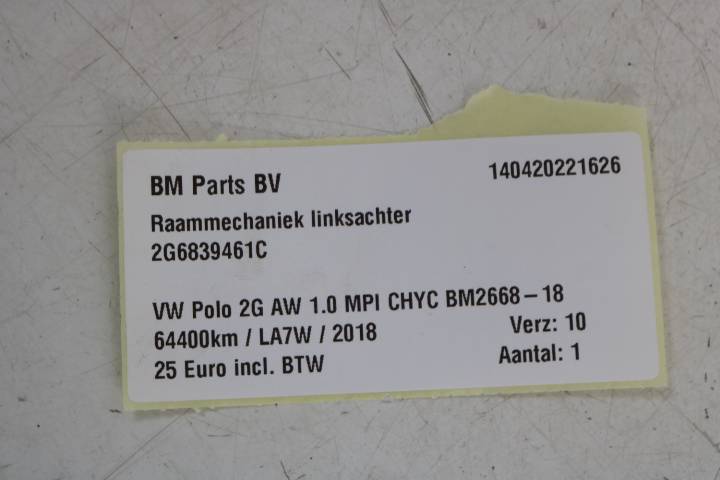 BM Parts BV 140420221626
Raammechaniek linksachter
2G6839461C
VW Polo 2G AW 1.0 MPI CHYC BM2668-18
64400km / LA7W / 2018 Verz: 10
25 Euro incl. BTW Aantal: 1